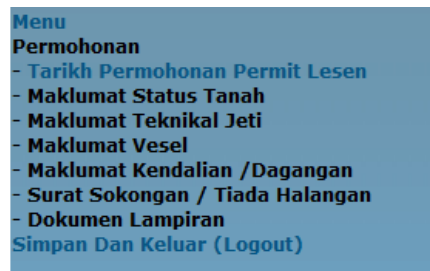 Menu
Permohonan
- Tarikh Permohonan Permit Lesen
- Maklumat Status Tanah
- Maklumat Teknikal Jeti
- Maklumat Vesel
- Maklumat Kendalian /Dagangan
- Surat Sokongan / Tiada Halangan
- Dokumen Lampiran
Simpan Dan Keluar (Logout)